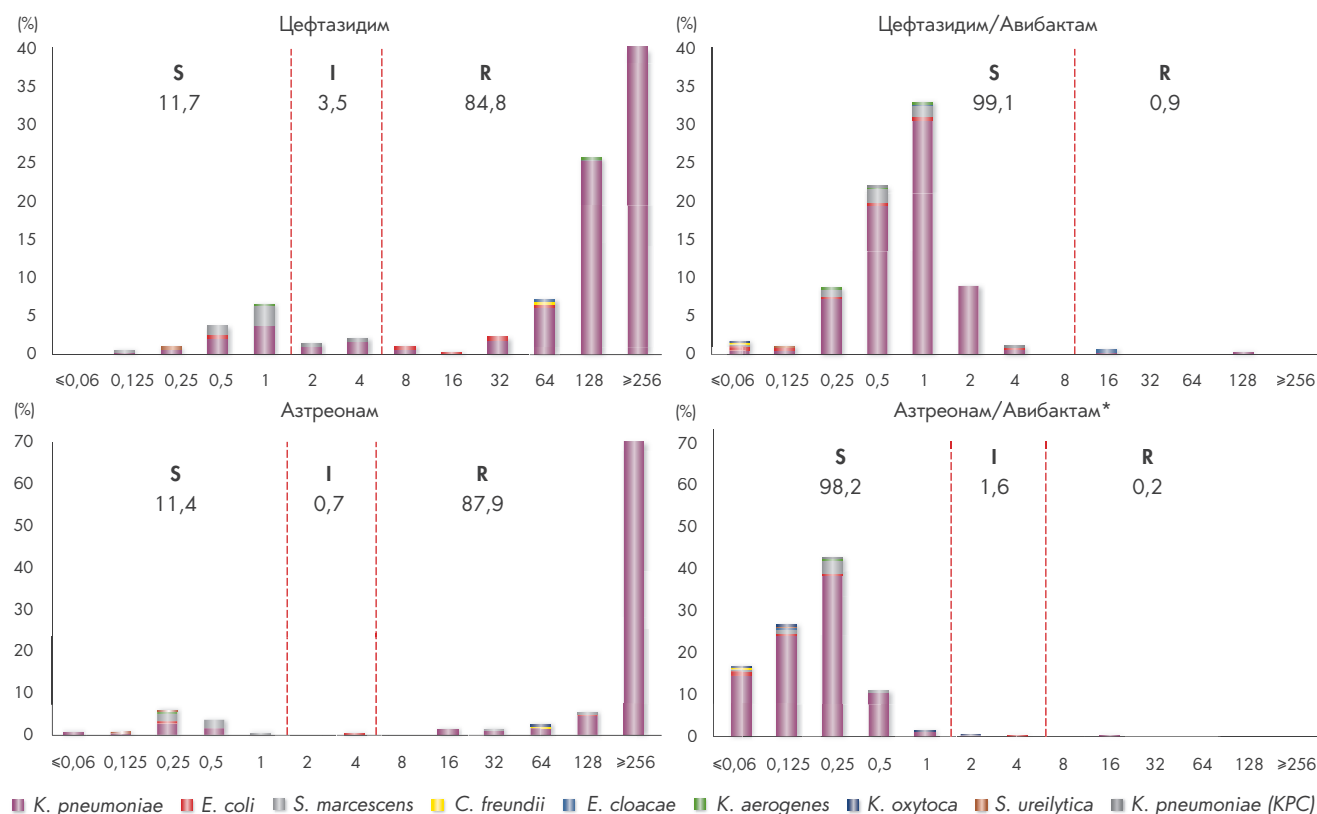 (%) Цефтазидим
40
35
30
25
20
15
10
5
0
S I R
11,7 3,5 84,8
⩽0,06 0,125 0,25 0,5 1 2 4 8 16 32 64 128 ⩾256
(%) Цефтазидим/Авибактам
40
35
30
25
20
15
10
5
0
S R
99,1 0,9
⩽0,06 0,125 0,25 0,5 1 2 4 8 16 32 64 128 ⩾256
(%) Азтреонам
70
60
50
40
30
20
10
0
S I R
11,4 0,7 87,9
⩽0,06 0,125 0,25 0,5 1 2 4 8 16 32 64 128 ⩾256
(%) Азтреонам/Авибактам*
70
60
50
40
30
20
10
0
S I R
98,2 1,6 0,2
⩽0,06 0,125 0,25 0,5 1 2 4 8 16 32 64 128 ⩾256
K. pneumoniae E. coli S. marcescens C. freundii E. cloacae K. aerogenes K. oxytoca S. ureilytica K. pneumoniae (KPC)